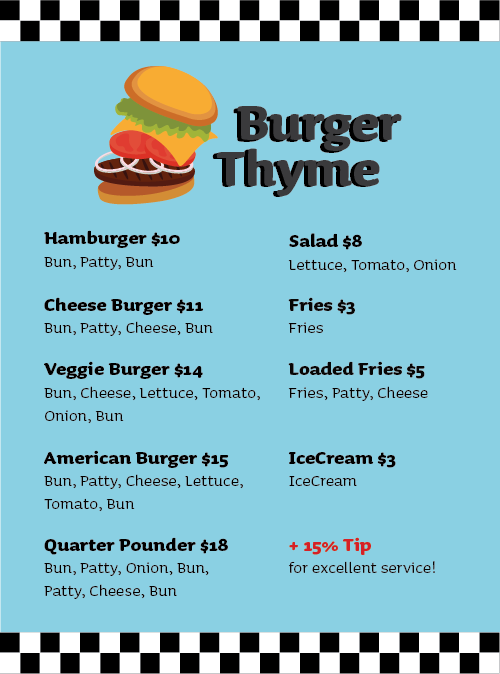 Burger
Thyme
Hamburger $10
Bun, Patty, Bun
Cheese Burger $11
Bun, Patty, Cheese, Bun
Veggie Burger $14
Bun, Cheese, Lettuce, Tomato,
Onion, Bun
American Burger $15
Bun, Patty, Cheese, Lettuce,
Tomato, Bun
Quarter Pounder $18
Bun, Patty, Onion, Bun,
Patty, Cheese, Bun
Salad $8
Lettuce, Tomato, Onion
Fries $3
Fries
Loaded Fries $5
Fries, Patty, Cheese
IceCream $3
IceCream
+ 15% Tip
for excellent service!